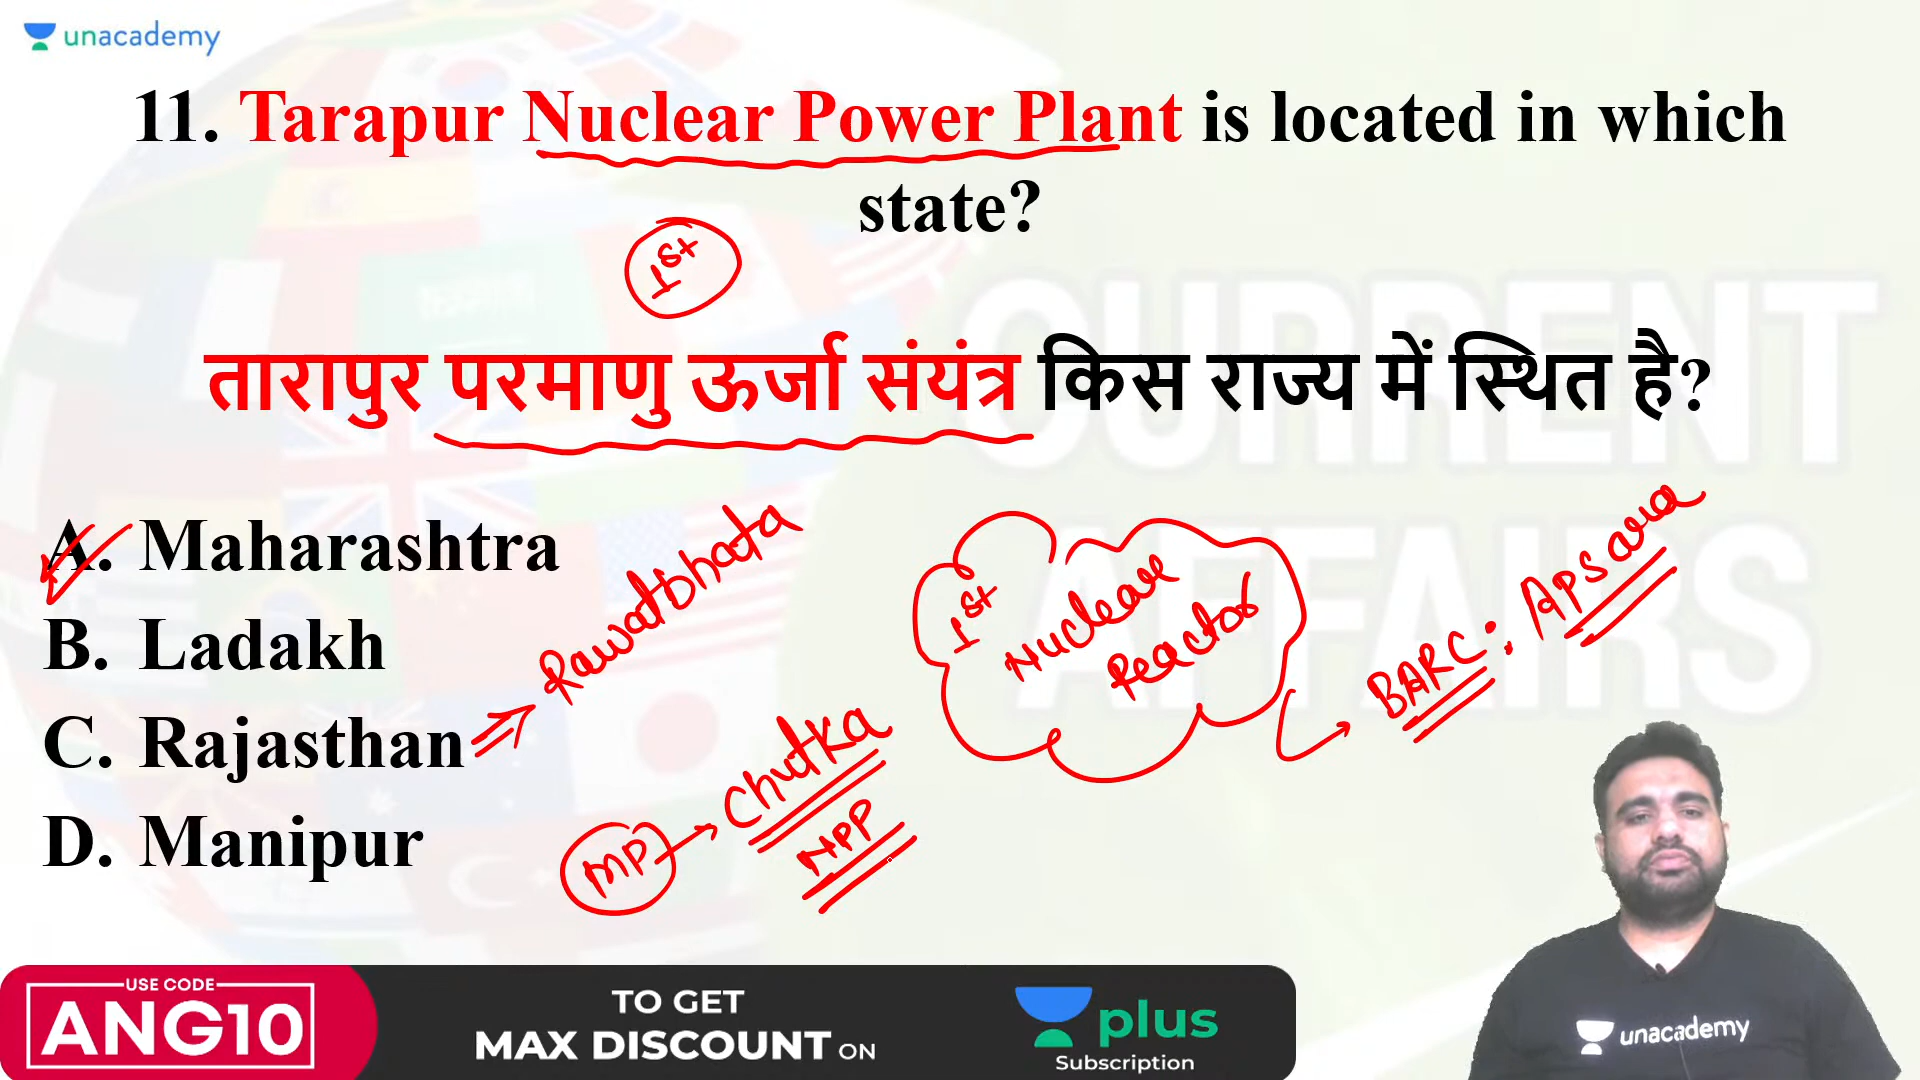 unacademy
11. Tarapur Nuclear Power Plant is located in which
state?
1st
तारापुर परमाणु ऊर्जा संयंत्र किस राज्य में स्थित है?
A. Maharashtra
B. Ladakh
C. Rajasthan
D. Manipur
Rawatbhata
MP
Chutka
NPP
1st
Nuclear
Reactor
BARC: Apsara
CURRENT
AFFAIRS
USE CODE
ANG10
TO GET
MAX DISCOUNT ON
plus
Subscription
unacademy